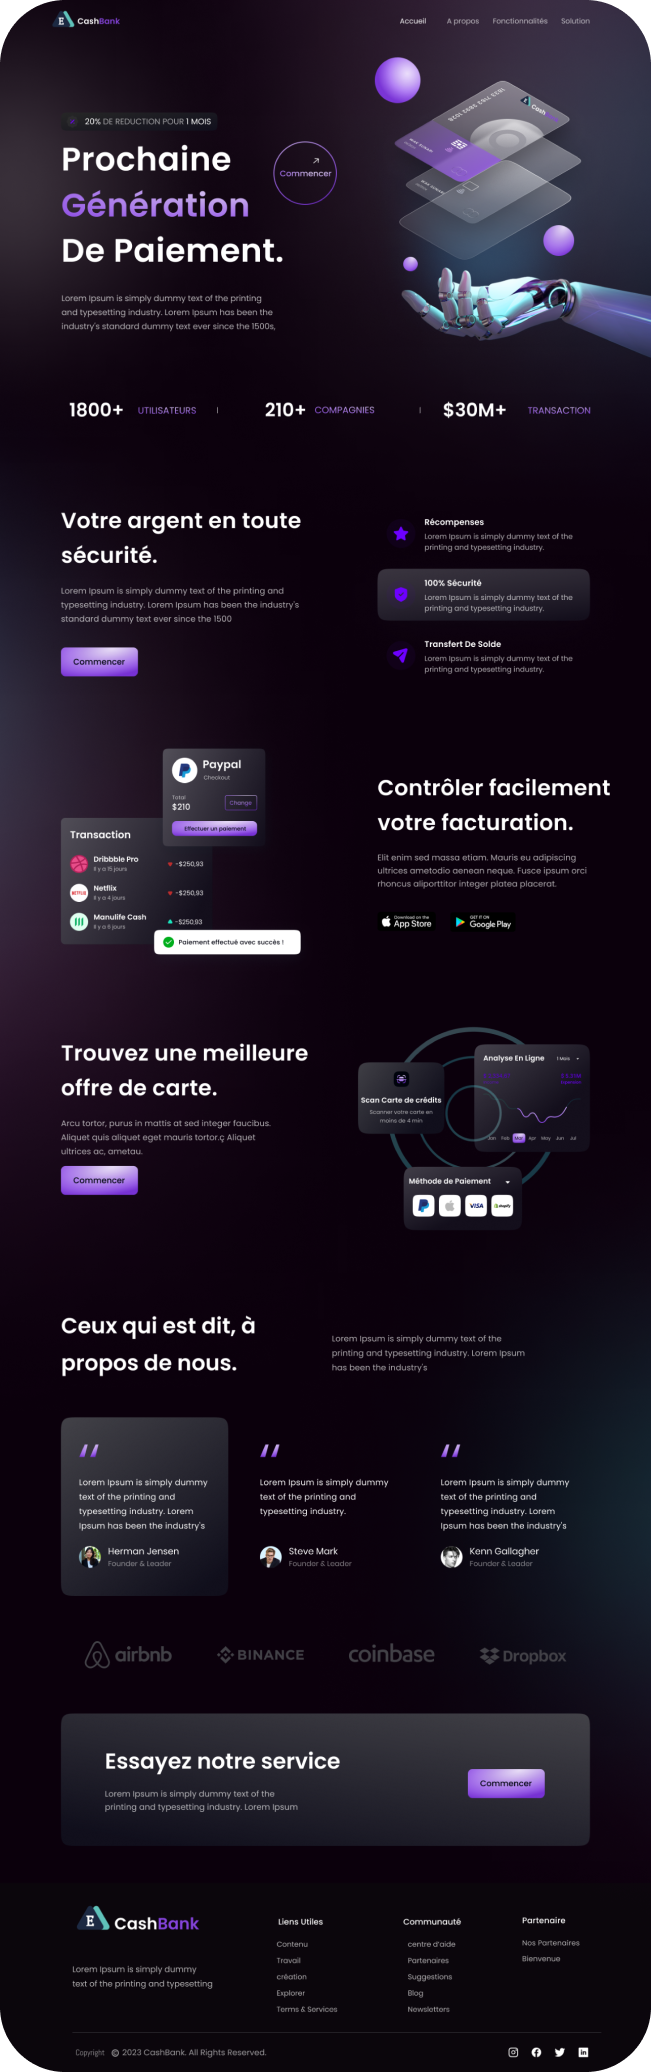 E CashBank
Accueil A propos Fonctionnalités Solution
20% DE REDUCTION POUR 1 MOIS
Prochaine
Génération
De Paiement.
Commencer
CashBank
Lorem Ipsum is simply dummy text of the printing
and typesetting industry. Lorem Ipsum has been the
industry's standard dummy text ever since the 1500s,
1800+ UTILISATEURS | 210+ COMPAGNIES | $30M+ TRANSACTION
Votre argent en toute
sécurité.
Lorem Ipsum is simply dummy text of the printing and
typesetting industry. Lorem Ipsum has been the industry's
standard dummy text ever since the 1500
Commencer
Récompenses
Lorem Ipsum is simply dummy text of the
printing and typesetting industry.
100% Sécurité
Lorem Ipsum is simply dummy text of the
printing and typesetting industry.
Transfert De Solde
Lorem Ipsum is simply dummy text of the
printing and typesetting industry.
Paypal
Checkout
Total
$210
Change
Effectuer un paiement
Transaction
Dribbble Pro
Il y a 15 jours
-$250,93
NETFLIX
Netflix
Il y a 4 jours
-$250,93
Manulife Cash
Il y a 6 jours
-$250,93
Paiement effectué avec succès !
Contrôler facilement
votre facturation.
Elit enim sed massa etiam. Mauris eu adipiscing
ultrices ametodio aenean neque. Fusce ipsum orci
rhoncus aliporttitor integer platea placerat.
Download on the
App Store
GET IT ON
Google Play
Trouvez une meilleure
offre de carte.
Arcu tortor, purus in mattis at sed integer faucibus.
Aliquet quis aliquet eget mauris tortor.ç Aliquet
ultrices ac, ametau.
Commencer
Analyse En Ligne 1 Mois
Jan Feb Mar Apr May Jun Jul
Scan Carte de crédits
Scanner votre carte en
moins de 4 min
Méthode de Paiement
VISA
shopify
Ceux qui est dit, à
propos de nous.
Lorem Ipsum is simply dummy text of the
printing and typesetting industry. Lorem Ipsum
has been the industry's
Lorem Ipsum is simply dummy
text of the printing and
typesetting industry. Lorem
Ipsum has been the industry's
Herman Jensen
Founder & Leader
Lorem Ipsum is simply dummy
text of the printing and
typesetting industry.
Steve Mark
Founder & Leader
Lorem Ipsum is simply dummy
text of the printing and
typesetting industry. Lorem
Ipsum has been the industry's
Kenn Gallagher
Founder & Leader
airbnb BINANCE coinbase Dropbox
Essayez notre service
Lorem Ipsum is simply dummy text of the
printing and typesetting industry. Lorem Ipsum
Commencer
E CashBank
Lorem Ipsum is simply dummy
text of the printing and typesetting
Liens Utiles
Contenu
Travail
création
Explorer
Terms & Services
Communauté
centre d'aide
Partenaires
Suggestions
Blog
Newsletters
Partenaire
Nos Partenaires
Bienvenue
Copyright © 2023 CashBank. All Rights Reserved.